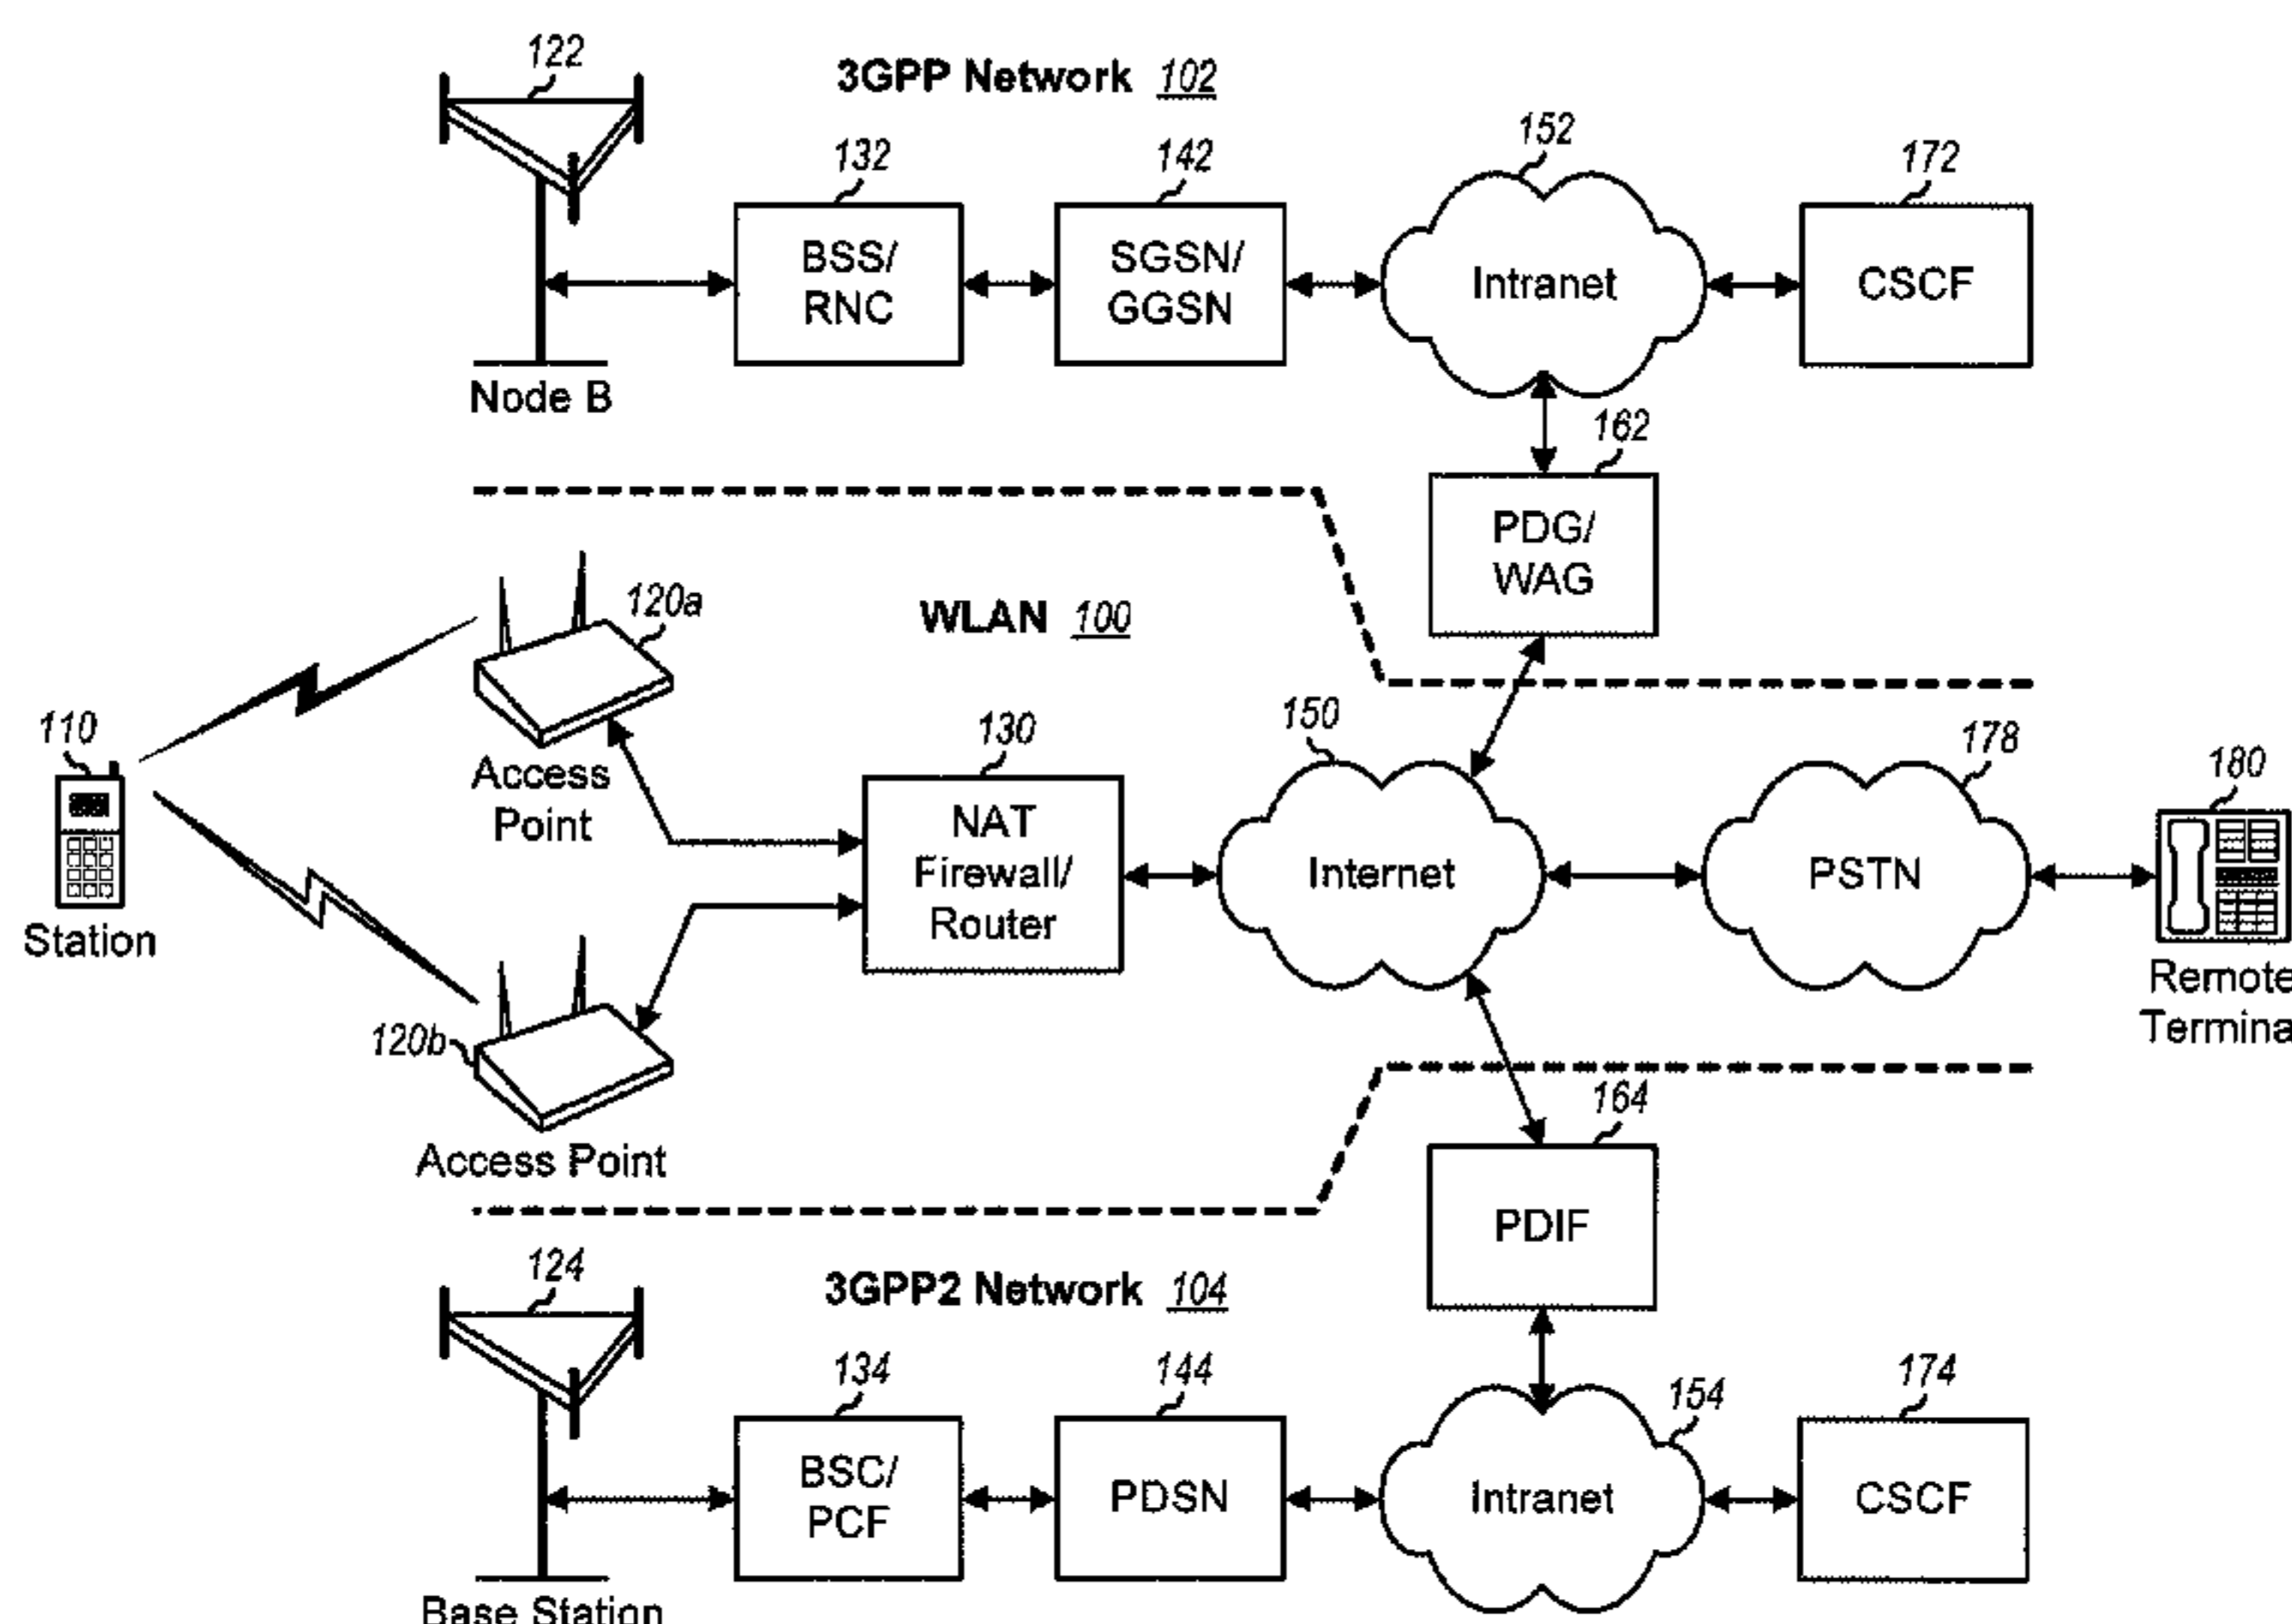 122
3GPP Network 102
152
132
142
172
BSS/
RNC
SGSN/
GGSN
Intranet
CSCF
Node B
162
PDG/
WAG
120a
WLAN 100
110
130
150
178
180
Access
Point
NAT
Firewall/
Router
Internet
PSTN
Station
Remote
Termina
120b
164
Access Point
PDIF
124
3GPP2 Network 104
134
144
154
174
BSC/
PCF
PDSN
Intranet
CSCF
Base Station